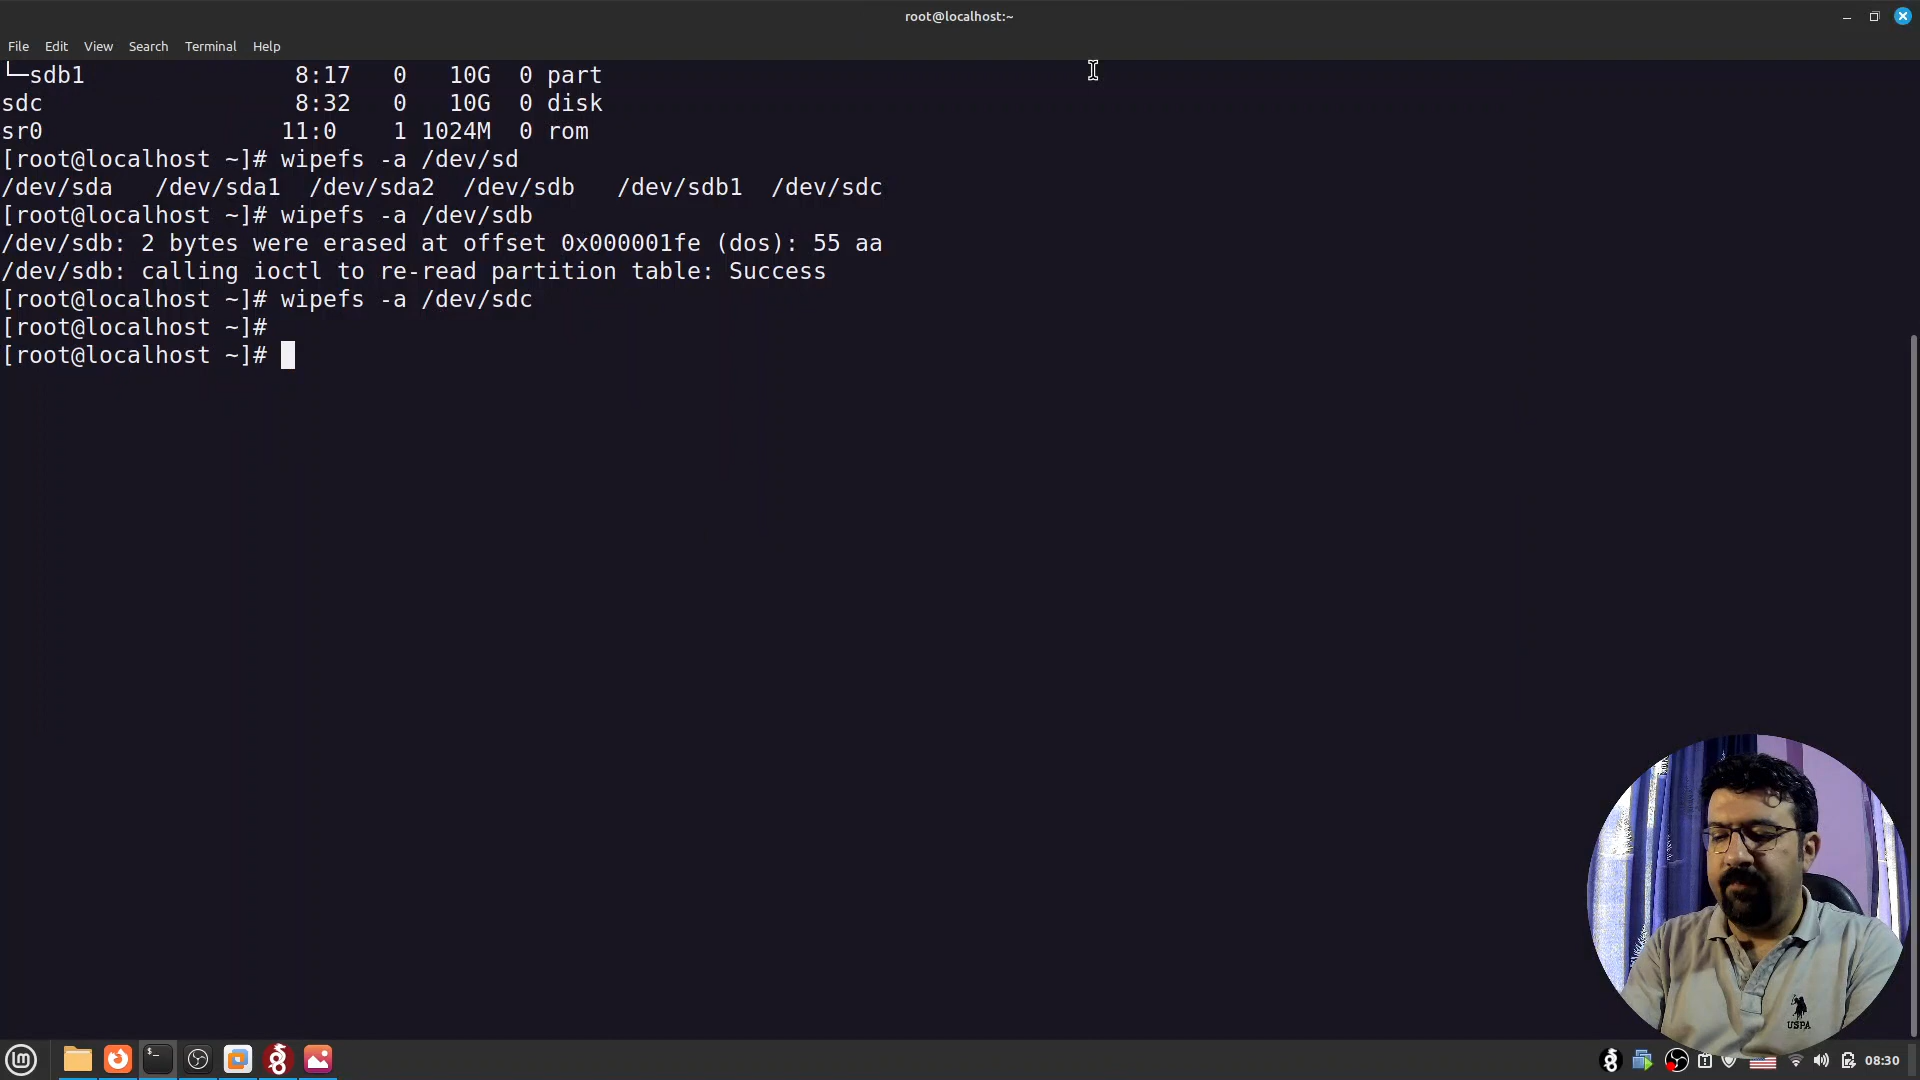 root@localhost:~
File Edit View Search Terminal Help
└─sdb1 8:17 0 10G 0 part
sdc 8:32 0 10G 0 disk
sr0 11:0 1 1024M 0 rom
[root@localhost ~]# wipefs -a /dev/sd
/dev/sda /dev/sda1 /dev/sda2 /dev/sdb /dev/sdb1 /dev/sdc
[root@localhost ~]# wipefs -a /dev/sdb
/dev/sdb: 2 bytes were erased at offset 0x000001fe (dos): 55 aa
/dev/sdb: calling ioctl to re-read partition table: Success
[root@localhost ~]# wipefs -a /dev/sdc
[root@localhost ~]#
[root@localhost ~]#
USPA
08:30